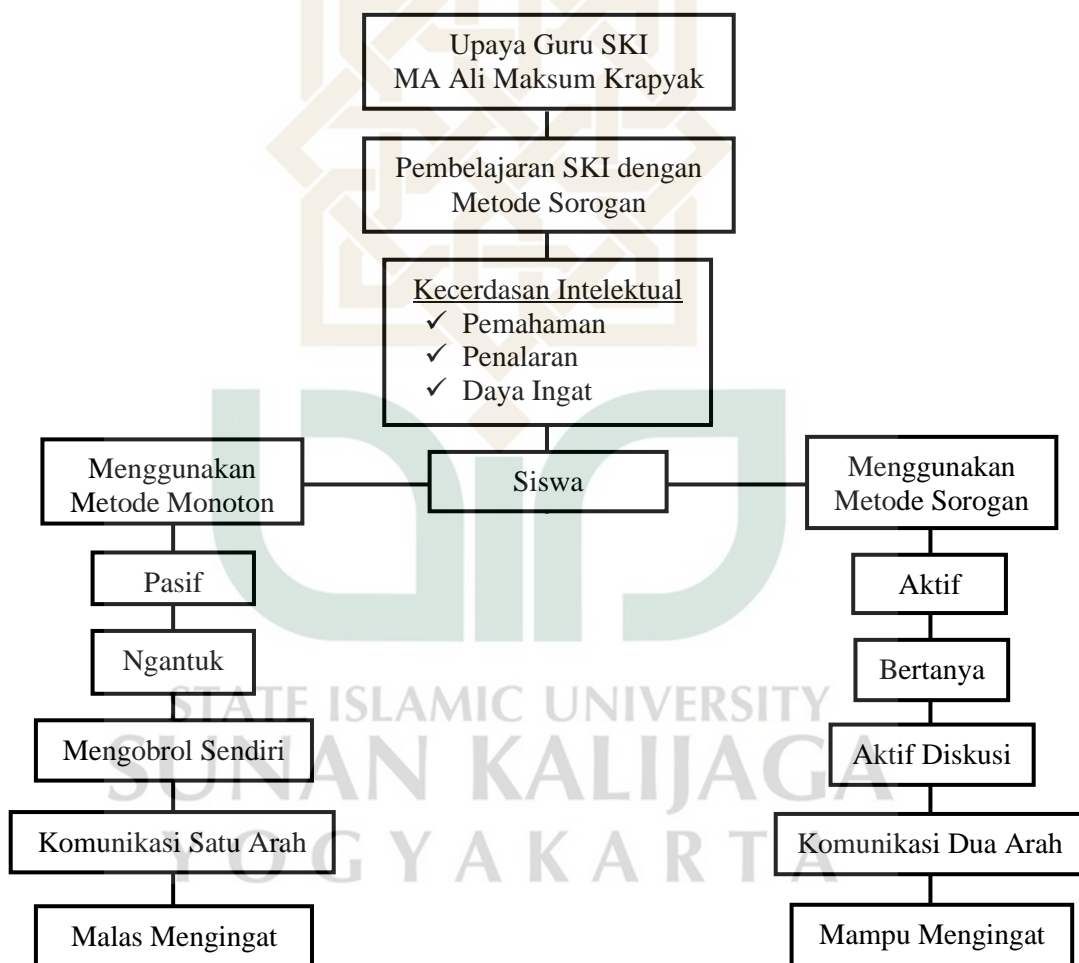 Upaya Guru SKI
MA Ali Maksum Krapyak
Pembelajaran SKI dengan
Metode Sorogan
Kecerdasan Intelektual
✓ Pemahaman
✓ Penalaran
✓ Daya Ingat
Siswa
Menggunakan
Metode Monoton
Pasif
Ngantuk
Mengobrol Sendiri
Komunikasi Satu Arah
Malas Mengingat
Menggunakan
Metode Sorogan
Aktif
Bertanya
Aktif Diskusi
Komunikasi Dua Arah
Mampu Mengingat
STATE ISLAMIC UNIVERSITY
SUNAN KALIJAGA
YOGYAKARTA